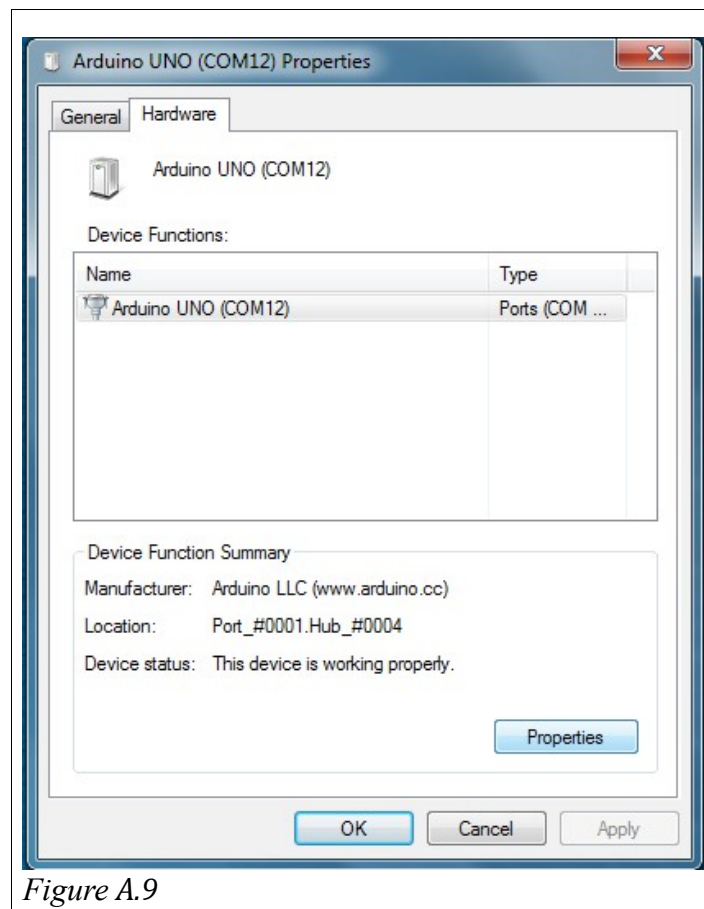 Arduino UNO (COM12) Properties
General Hardware
Arduino UNO (COM12)
Device Functions:
Name Type
Arduino UNO (COM12) Ports (COM ...
Device Function Summary
Manufacturer: Arduino LLC (www.arduino.cc)
Location: Port_#0001.Hub_#0004
Device status: This device is working properly.
Properties
OK Cancel Apply
Figure A.9